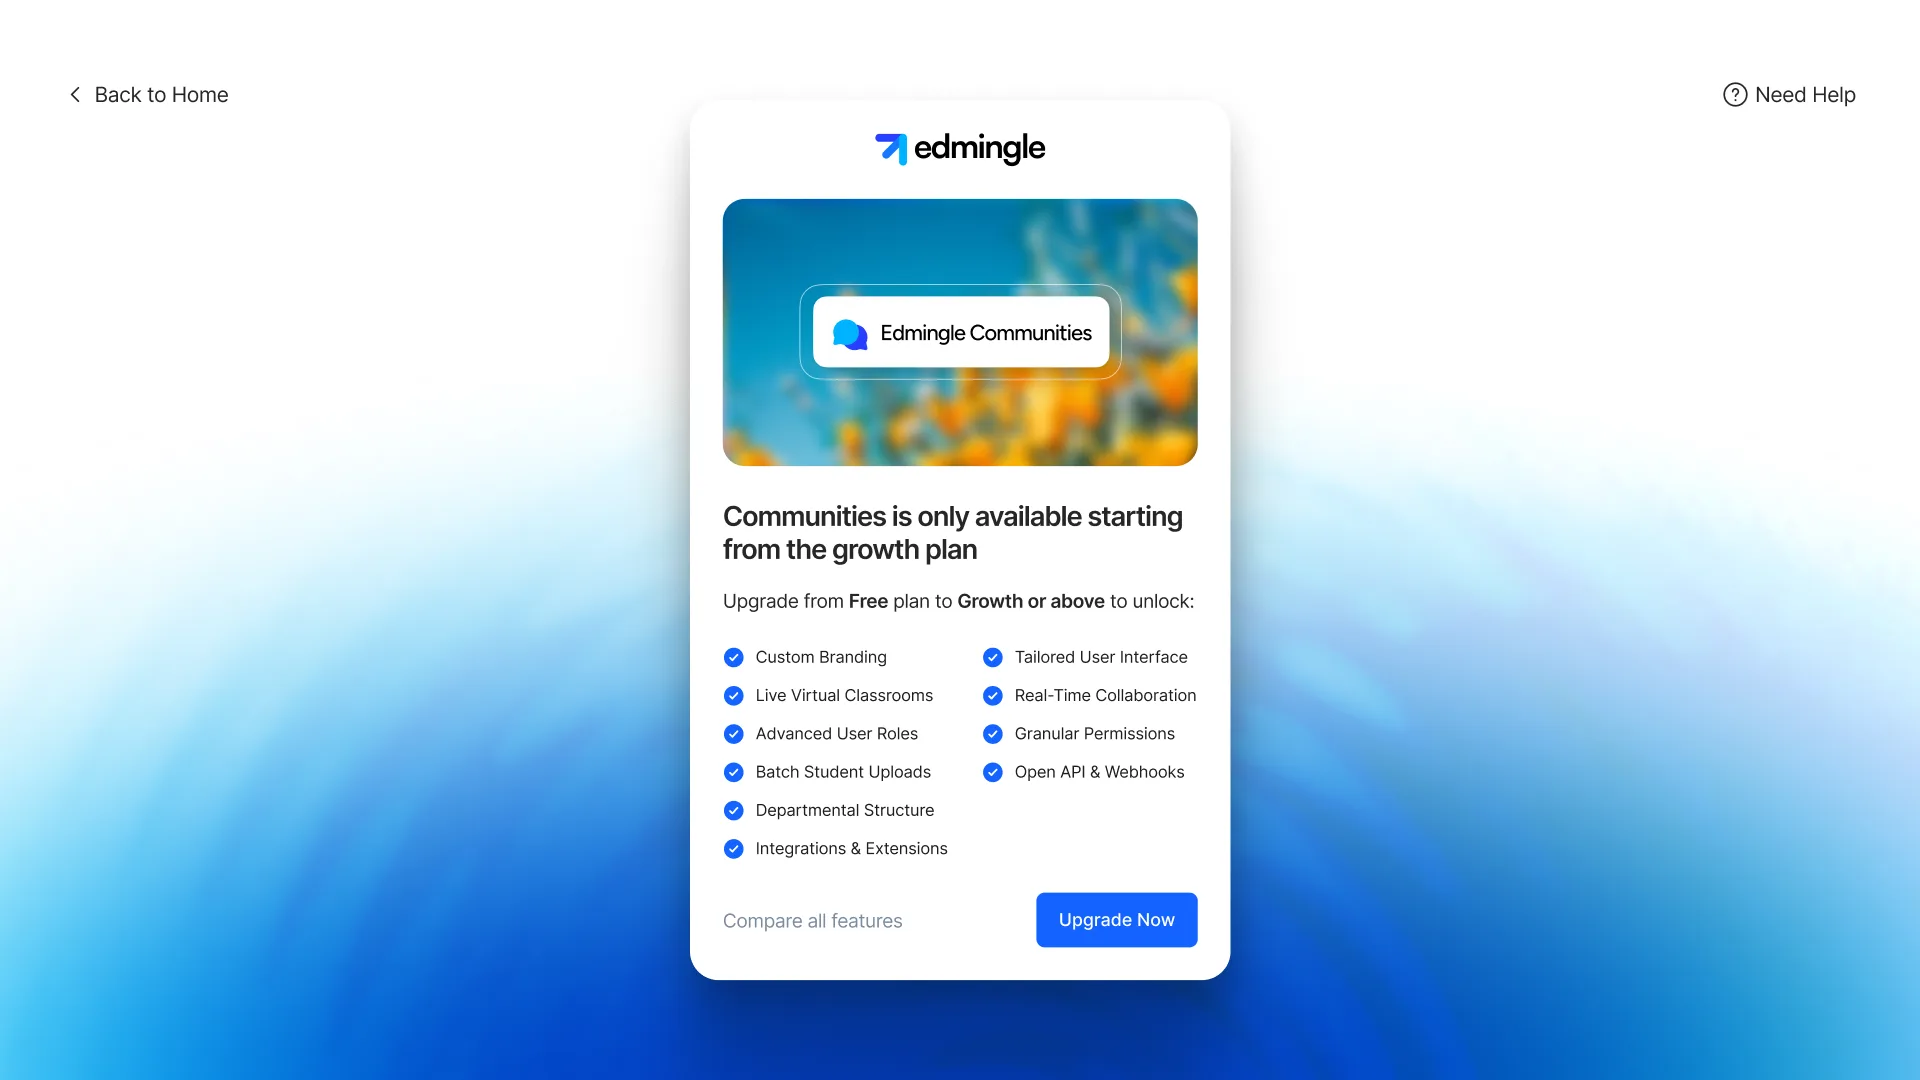 Back to Home
Need Help
edmingle
Edmingle Communities
Communities is only available starting
from the growth plan
Upgrade from Free plan to Growth or above to unlock:
Custom Branding
Live Virtual Classrooms
Advanced User Roles
Batch Student Uploads
Departmental Structure
Integrations & Extensions
Tailored User Interface
Real-Time Collaboration
Granular Permissions
Open API & Webhooks
Compare all features
Upgrade Now